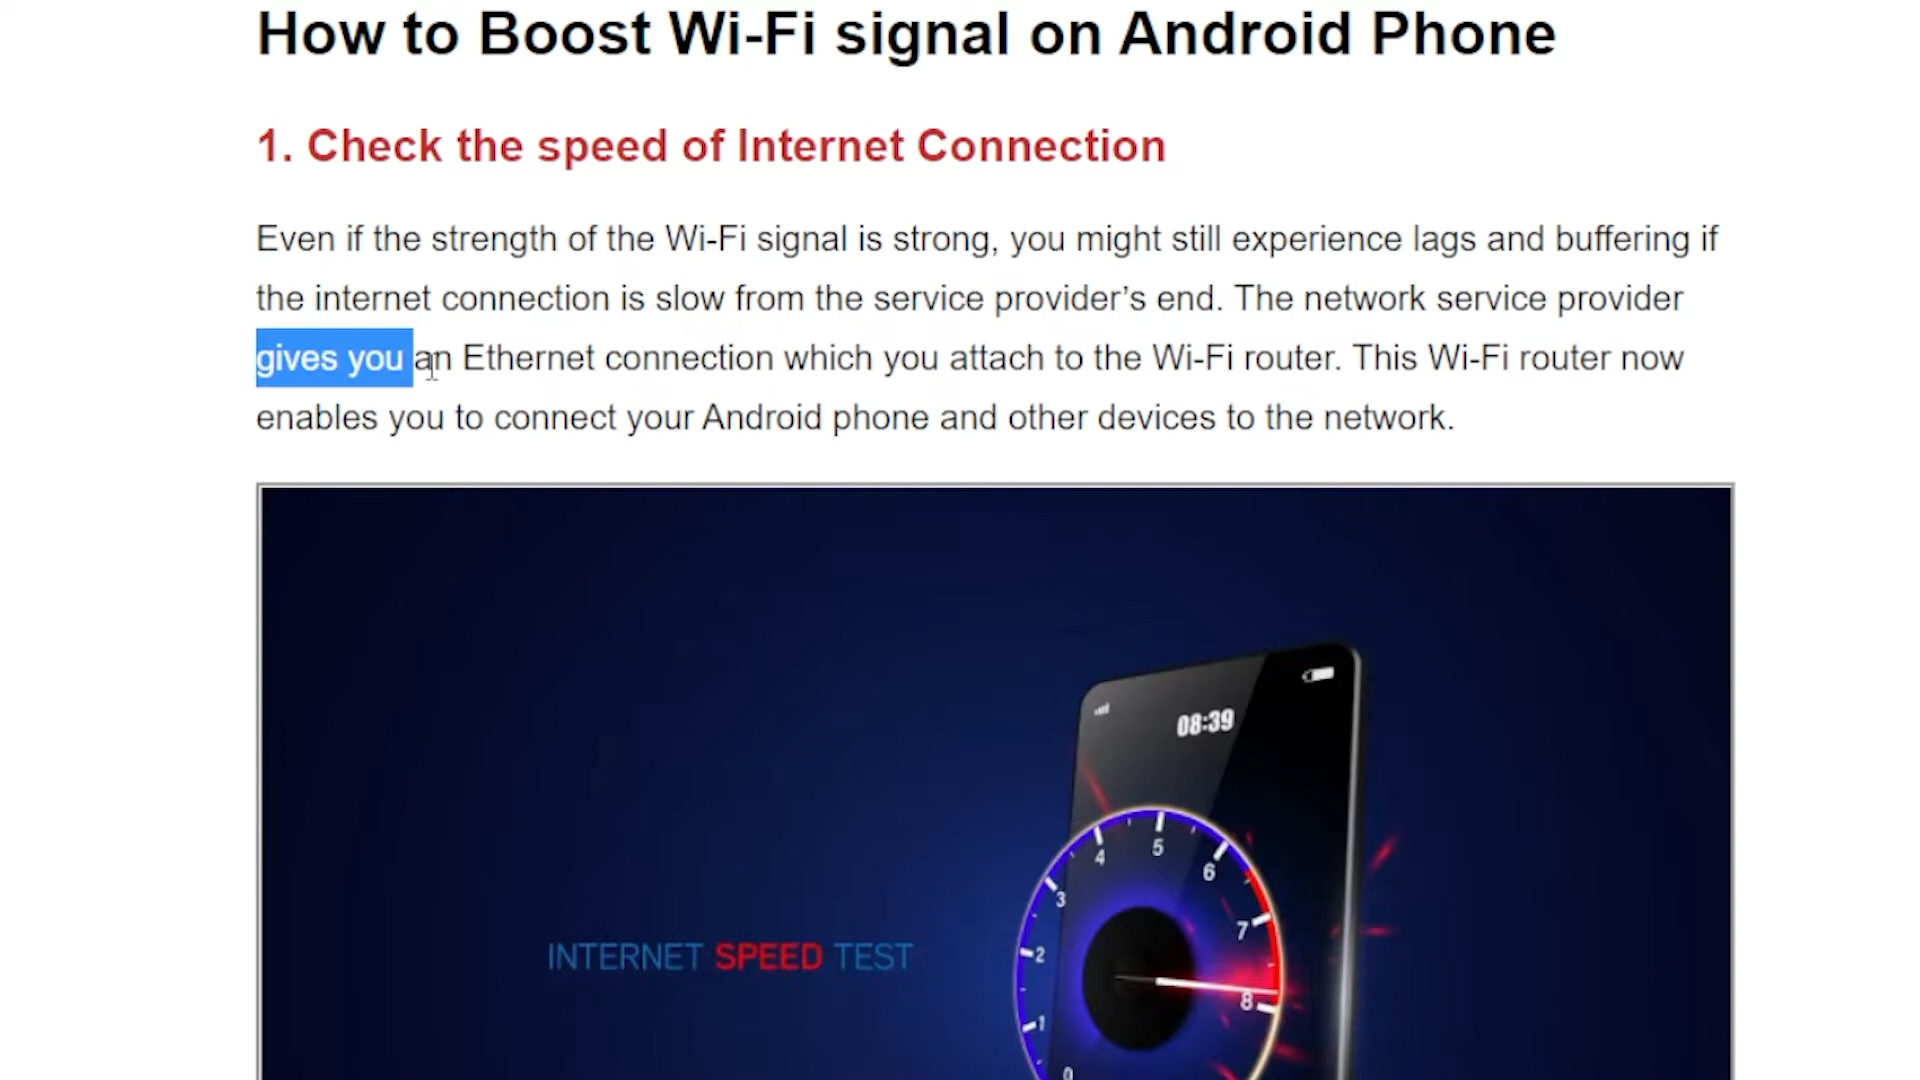 How to Boost Wi-Fi signal on Android Phone
1. Check the speed of Internet Connection
Even if the strength of the Wi-Fi signal is strong, you might still experience lags and buffering if
the internet connection is slow from the service provider’s end. The network service provider
gives you an Ethernet connection which you attach to the Wi-Fi router. This Wi-Fi router now
enables you to connect your Android phone and other devices to the network.
08:39
5
4
6
3
7
INTERNET SPEED TEST
2
8
1
0